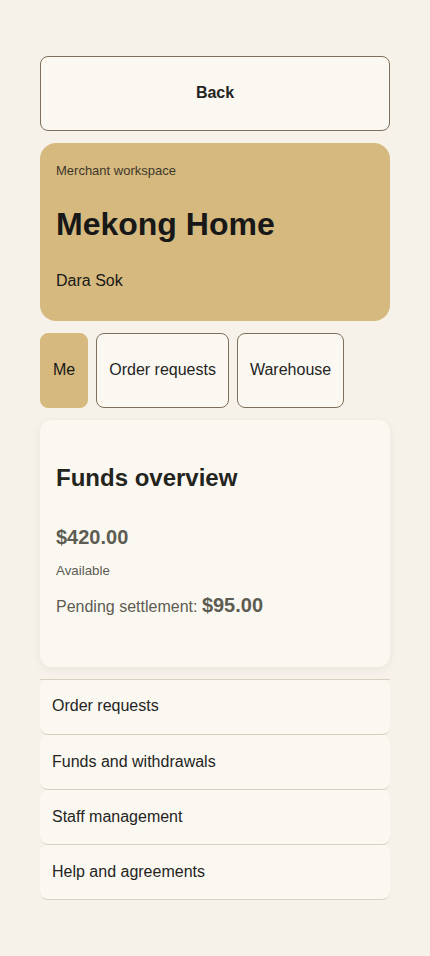 Back
Merchant workspace
Mekong Home
Dara Sok
Me
Order requests
Warehouse
Funds overview
$420.00
Available
Pending settlement: $95.00
Order requests
Funds and withdrawals
Staff management
Help and agreements